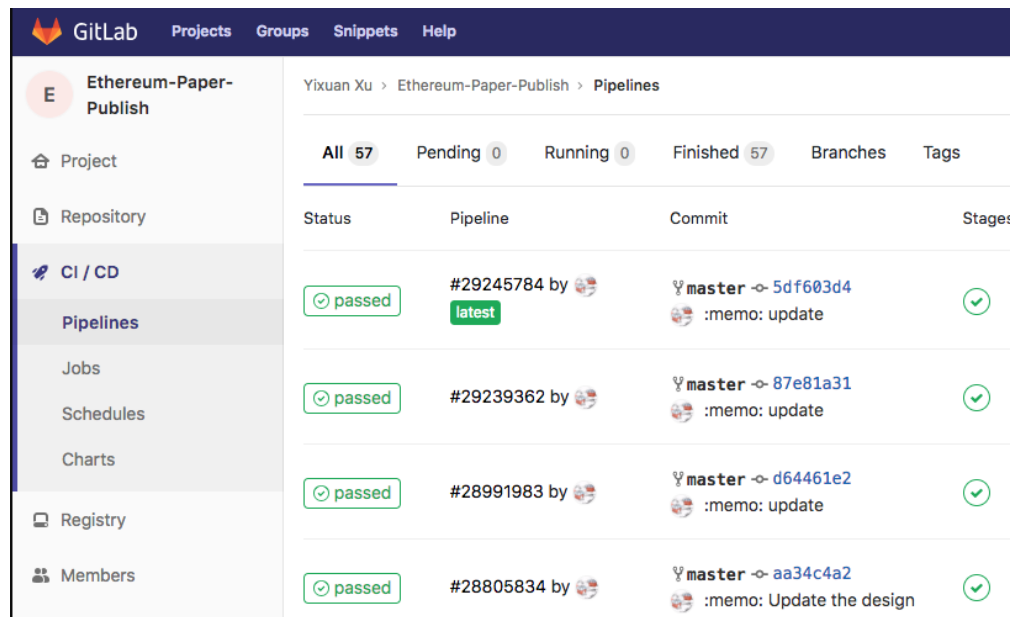 GitLab Projects Groups Snippets Help
E
Ethereum-Paper-
Publish
Project
Repository
CI / CD
Pipelines
Jobs
Schedules
Charts
Registry
Members
Yixuan Xu > Ethereum-Paper-Publish > Pipelines
All 57 Pending 0 Running 0 Finished 57 Branches Tags
Status Pipeline Commit Stages
passed #29245784 by master 5df603d4
latest :memo: update
passed #29239362 by master 87e81a31
:memo: update
passed #28991983 by master d64461e2
:memo: update
passed #28805834 by master aa34c4a2
:memo: Update the design